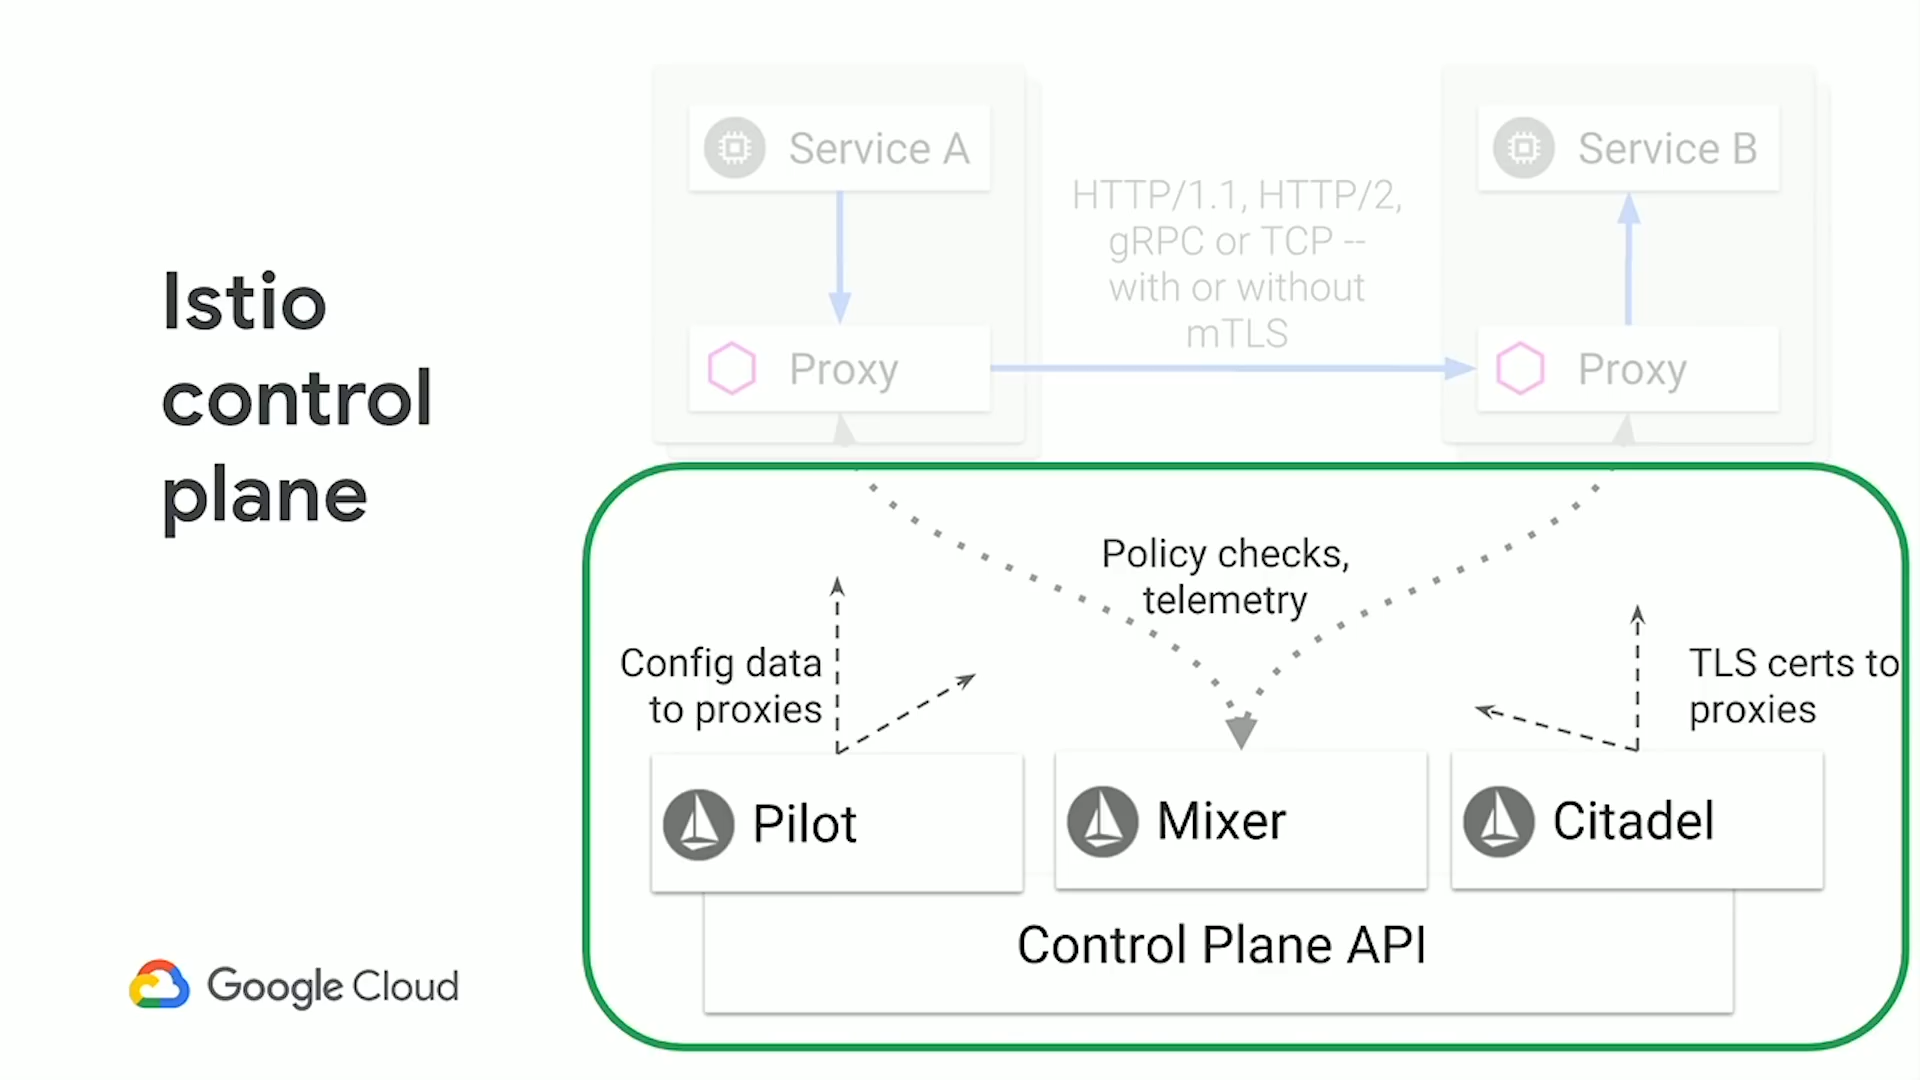 Istio
control
plane
Service A
Service B
HTTP/1.1, HTTP/2,
gRPC or TCP --
with or without
mTLS
Proxy
Proxy
Policy checks,
telemetry
Config data
to proxies
TLS certs to
proxies
Pilot
Mixer
Citadel
Control Plane API
Google Cloud